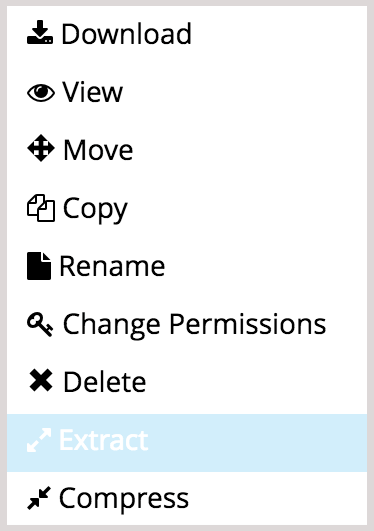 Download
View
Move
Copy
Rename
Change Permissions
Delete
Extract
Compress